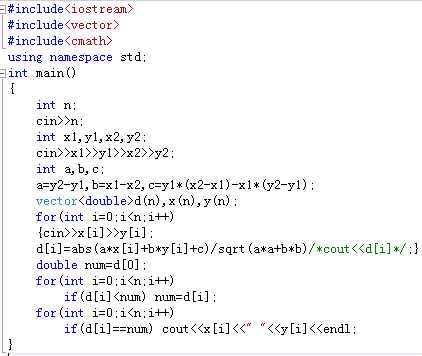 #include<iostream>
#include<vector>
#include<cmath>
using namespace std;
int main()
{
int n;
cin>>n;
int x1,y1,x2,y2;
cin>>x1>>y1>>x2>>y2;
int a,b,c;
a=y2-y1,b=x1-x2,c=y1*(x2-x1)-x1*(y2-y1);
vector<double>d(n),x(n),y(n);
for(int i=0;i<n;i++)
{cin>>x[i]>>y[i];
d[i]=abs(a*x[i]+b*y[i]+c)/sqrt(a*a+b*b)/*cout<<d[i]*/;}
double num=d[0];
for(int i=0;i<n;i++)
if(d[i]<num) num=d[i];
for(int i=0;i<n;i++)
if(d[i]==num) cout<<x[i]<<" "<<y[i]<<endl;
}